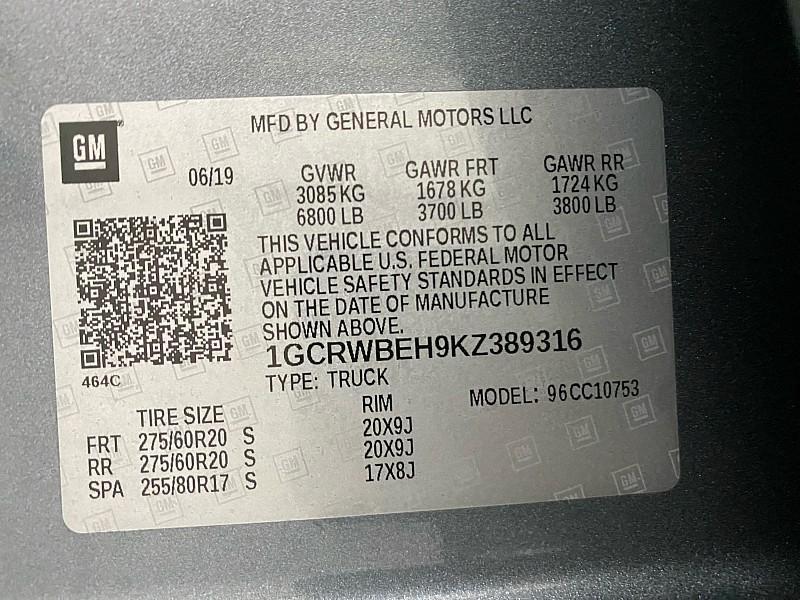 GM
MFD BY GENERAL MOTORS LLC
06/19
GVWR GAWR FRT GAWR RR
3085 KG 1678 KG 1724 KG
6800 LB 3700 LB 3800 LB
THIS VEHICLE CONFORMS TO ALL
APPLICABLE U.S. FEDERAL MOTOR
VEHICLE SAFETY STANDARDS IN EFFECT
ON THE DATE OF MANUFACTURE
SHOWN ABOVE.
1GCRWBEH9KZ389316
464C
TYPE: TRUCK
MODEL: 96CC10753
TIRE SIZE RIM
FRT 275/60R20 S 20X9J
RR 275/60R20 S 20X9J
SPA 255/80R17 S 17X8J